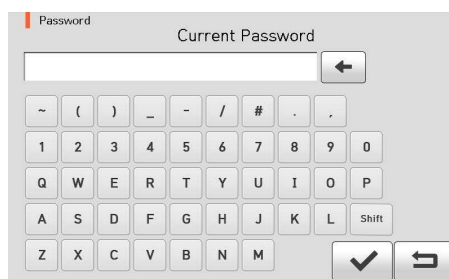 Password
Current Password
~ ( ) _ - / # . ,
1 2 3 4 5 6 7 8 9 0
Q W E R T Y U I O P
A S D F G H J K L Shift
Z X C V B N M